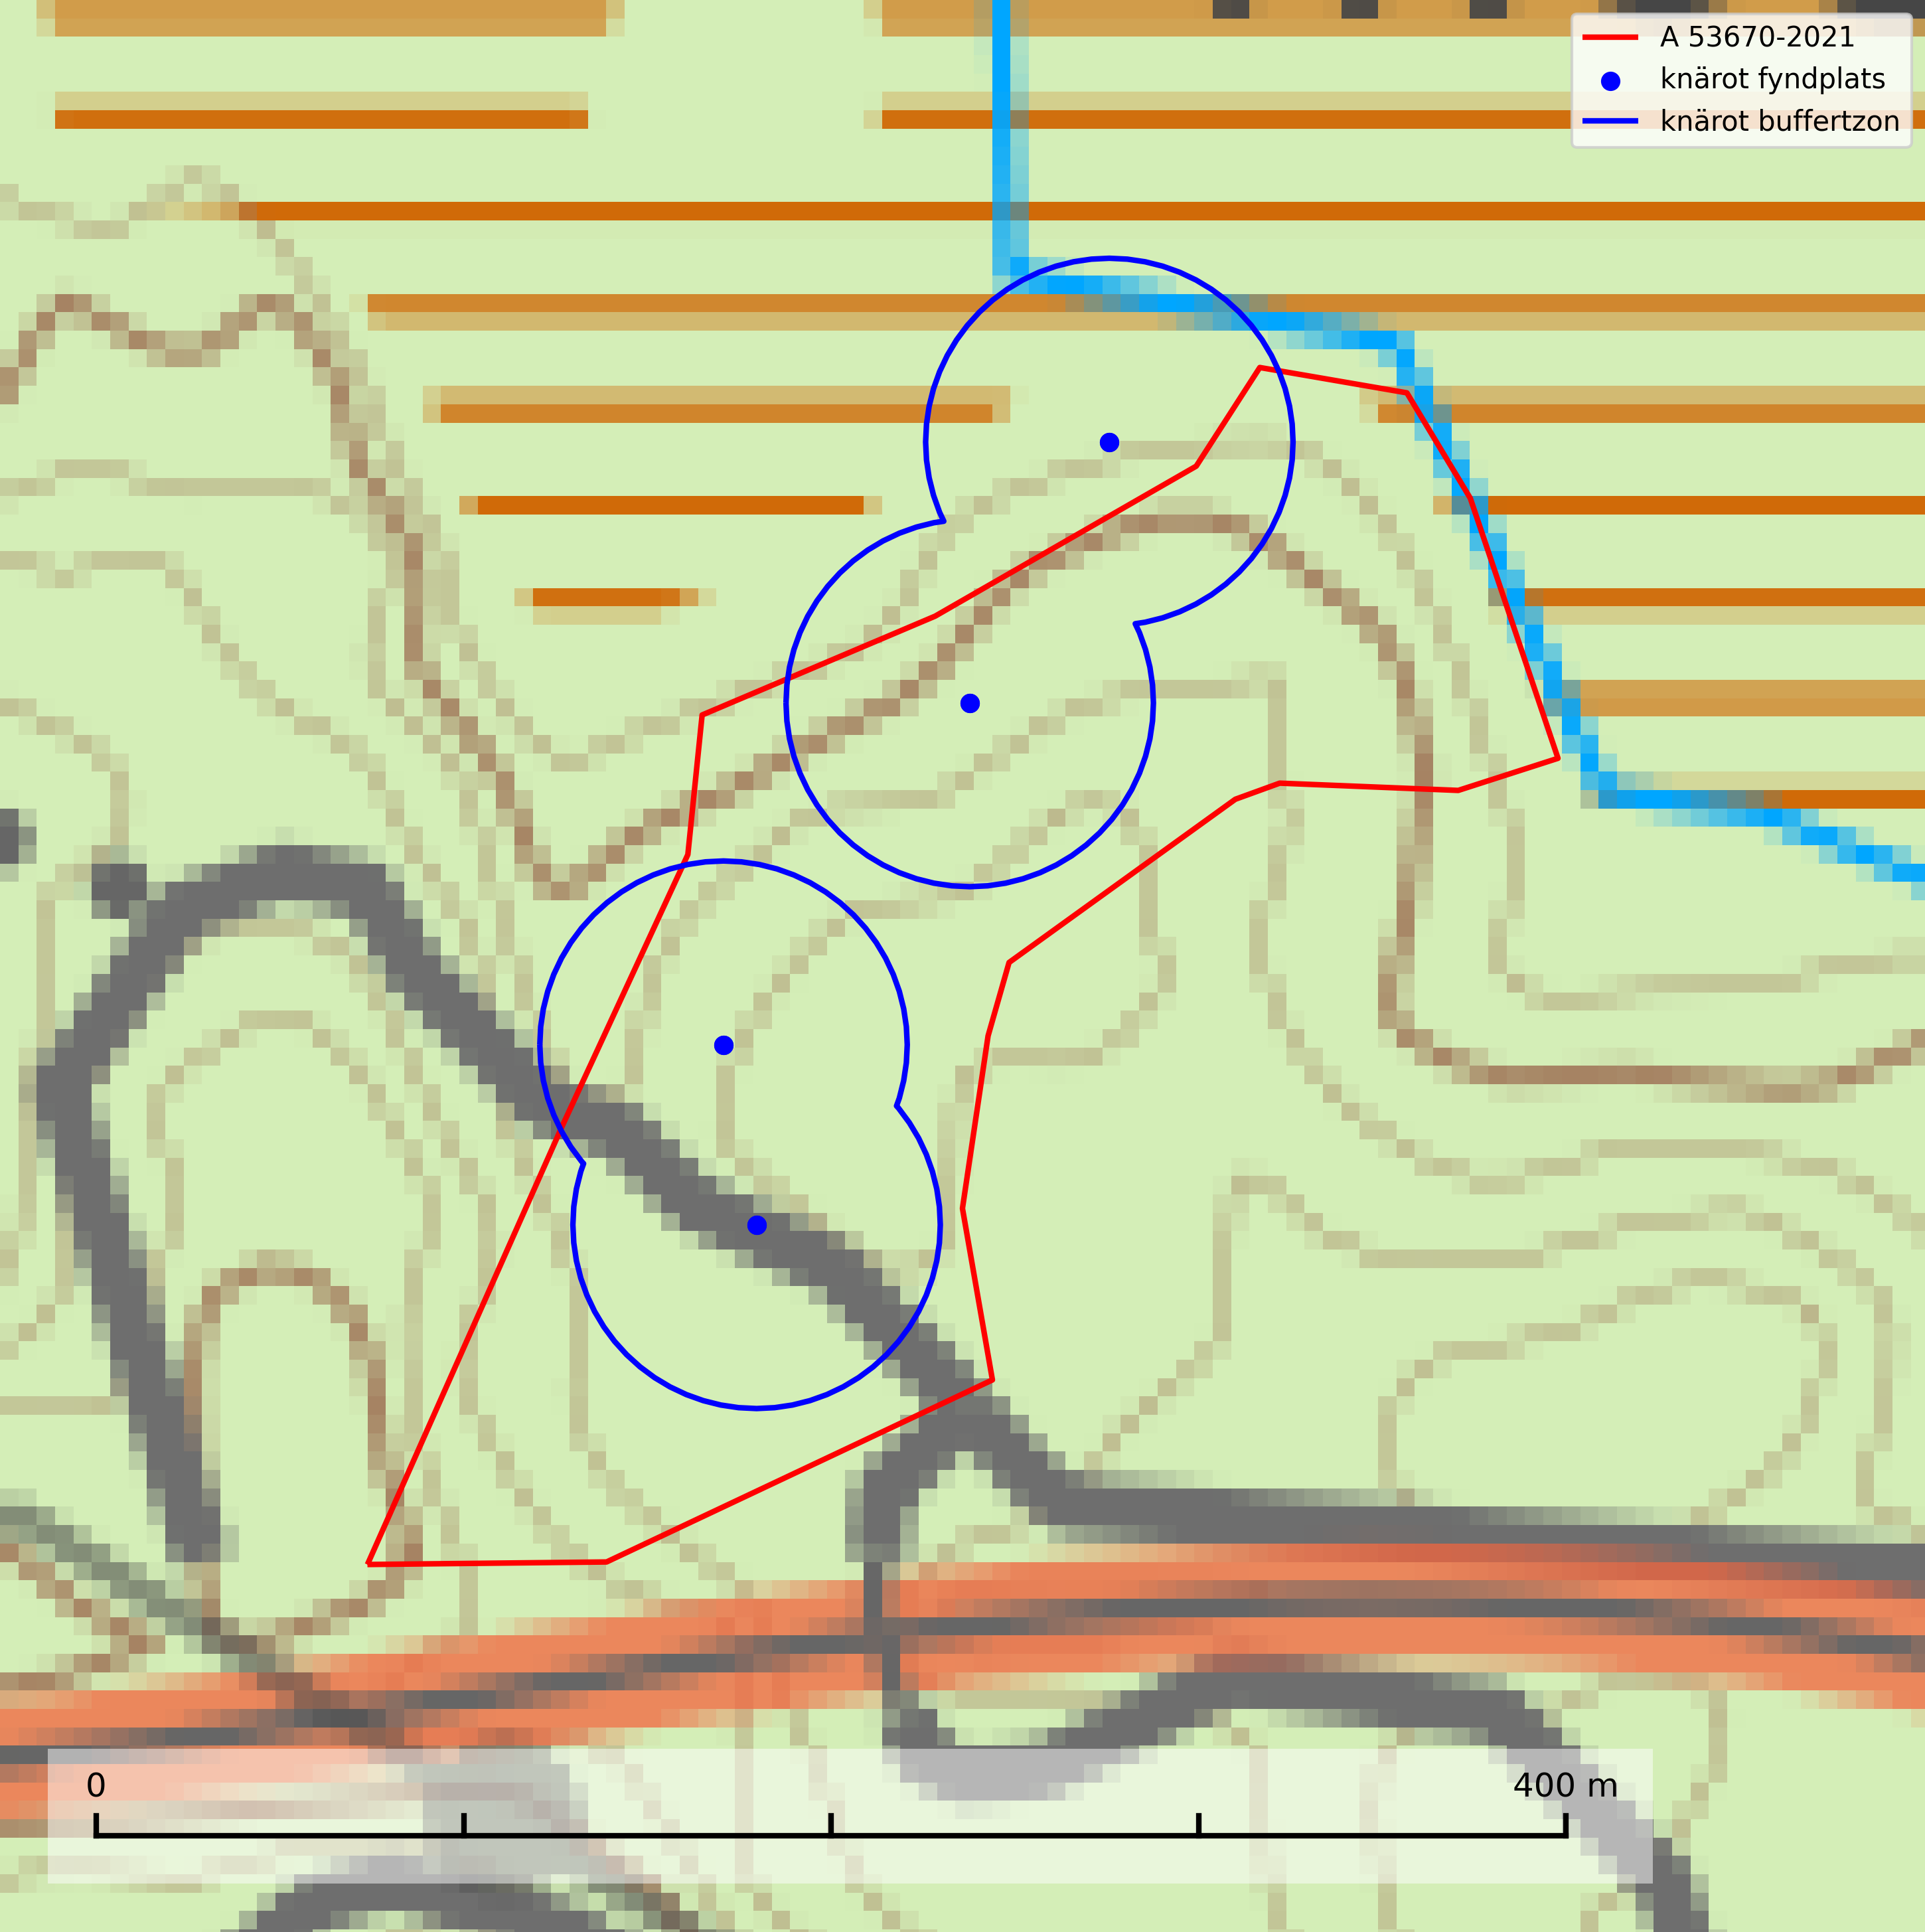 A 53670-2021
knärot fyndplats
knärot buffertzon
0
400 m